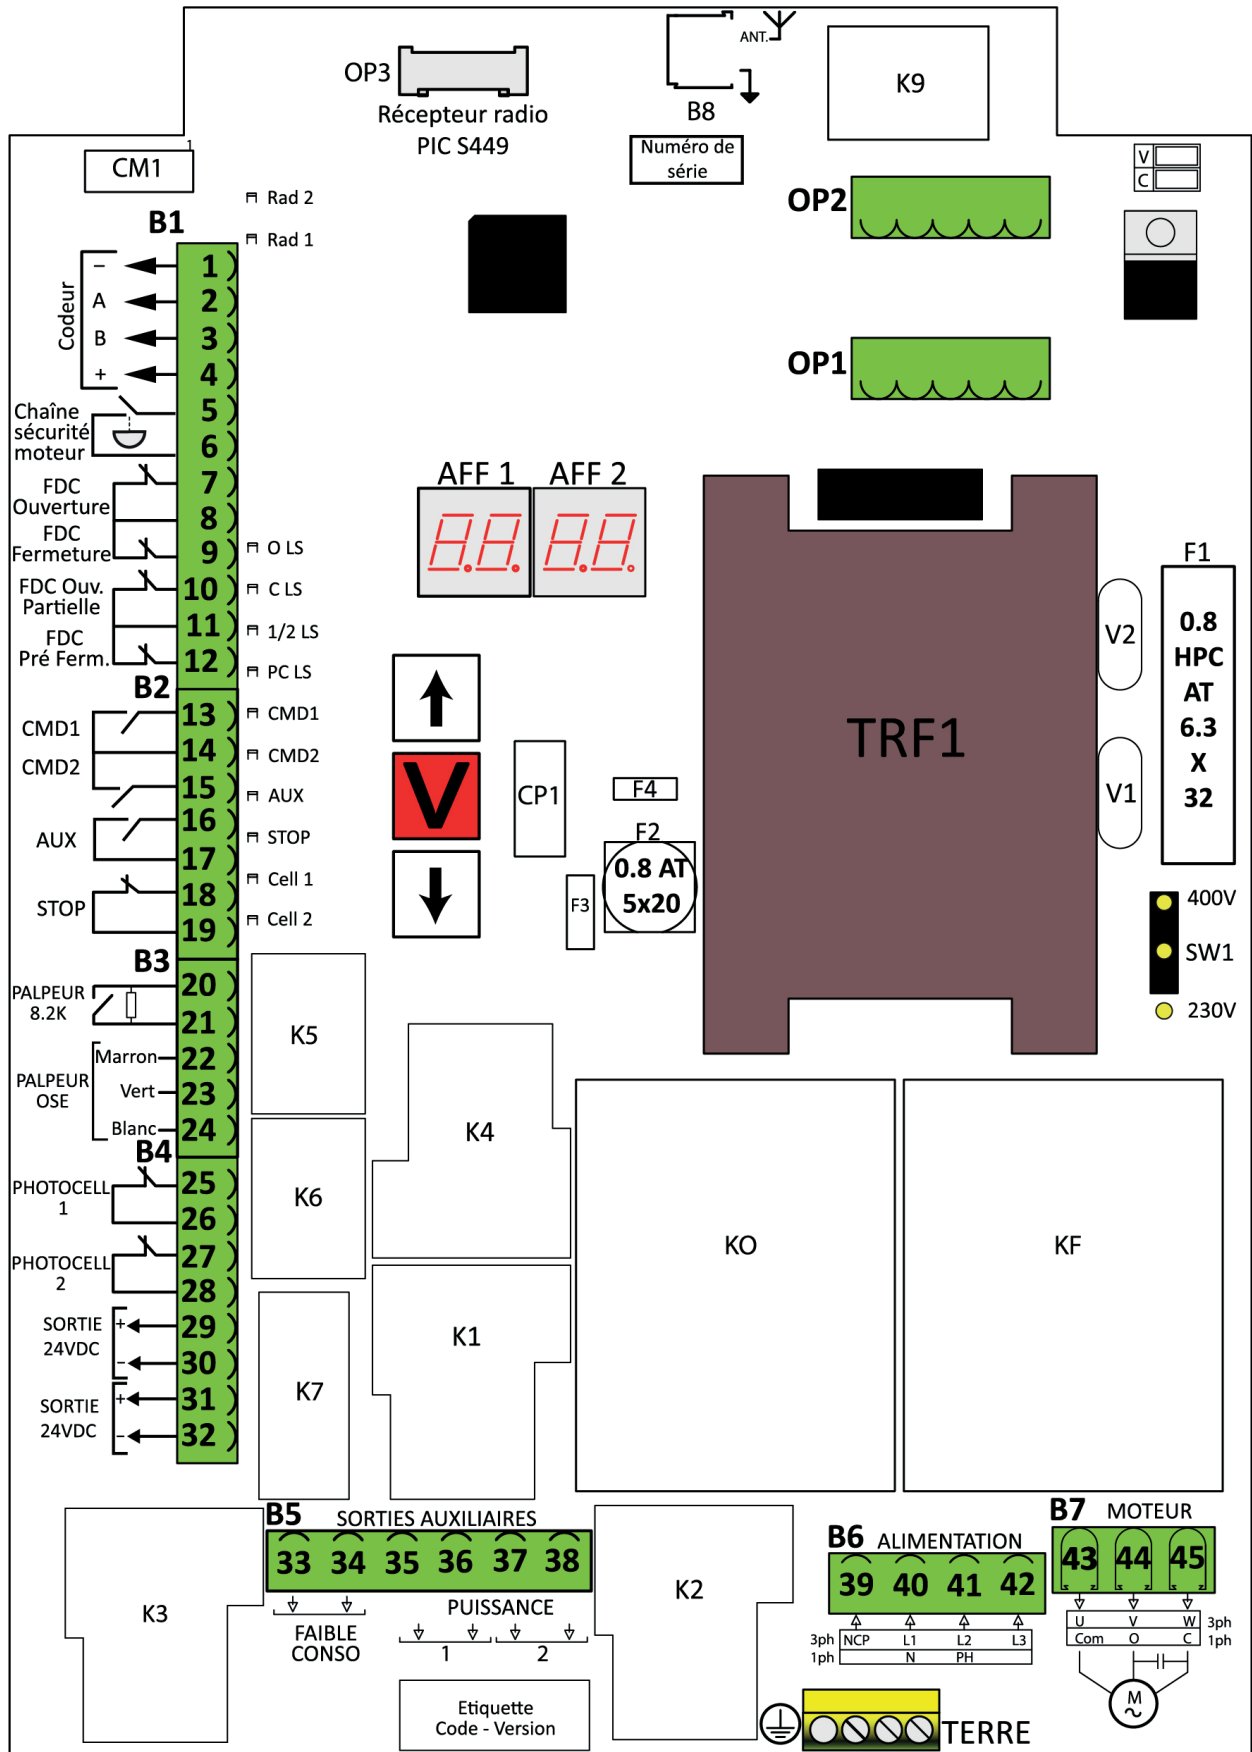 ANT.
OP3
Récepteur radio
PIC S449
B8
Numéro de
série
K9
V
C
CM1
1
Rad 2
Rad 1
OP2
OP1
B1
Codeur
–
A
B
+
1
2
3
4
Chaîne
sécurité
moteur
5
6
FDC
Ouverture
FDC
Fermeture
7
8
9
FDC Ouv.
Partielle
FDC
Pré Ferm.
10
11
12
O LS
C LS
1/2 LS
PC LS
CMD1
CMD2
AUX
STOP
Cell 1
Cell 2
AFF 1
AFF 2
8.8.
8.8.
V
CP1
F4
F2
0.8 AT
5x20
F3
TRF1
V2
V1
F1
0.8
HPC
AT
6.3
X
32
400V
SW1
230V
B2
CMD1
CMD2
AUX
STOP
13
14
15
16
17
18
19
B3
PALPEUR
8.2K
20
21
PALPEUR
OSE
Marron
Vert
Blanc
22
23
24
B4
PHOTOCELL
1
25
26
PHOTOCELL
2
27
28
SORTIE
24VDC
+
–
29
30
SORTIE
24VDC
+
–
31
32
K5
K6
K7
K4
K1
KO
KF
K3
K2
B5
SORTIES AUXILIAIRES
33 34 35 36 37 38
FAIBLE
CONSO
PUISSANCE
1
2
Etiquette
Code - Version
B6
ALIMENTATION
39 40 41 42
3ph NCP L1 L2 L3
1ph N PH
B7
MOTEUR
43 44 45
U V W 3ph
Com O C 1ph
M
~
TERRE